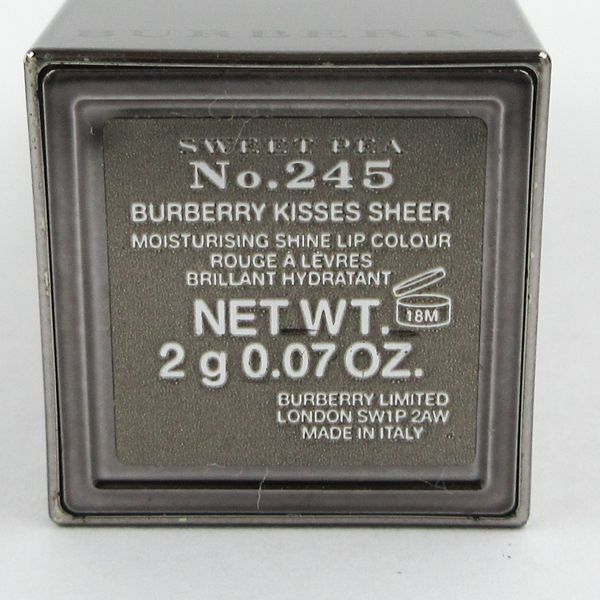 BURBERRY
SWEET PEA
No.245
BURBERRY KISSES SHEER
MOISTURISING SHINE LIP COLOUR
ROUGE À LÈVRES
BRILLANT HYDRATANT
18M
NET WT.
2 g 0.07 OZ.
BURBERRY LIMITED
LONDON SW1P 2AW
MADE IN ITALY